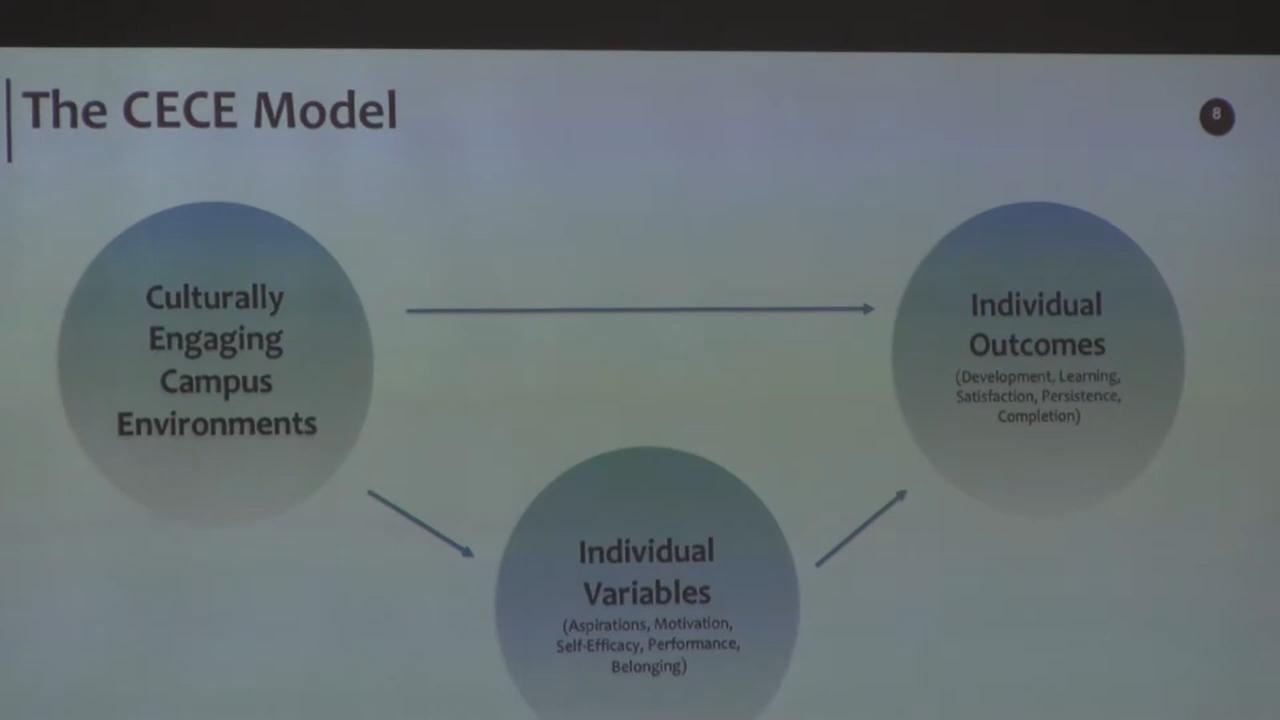 The CECE Model
8
Culturally
Engaging
Campus
Environments
Individual
Outcomes
(Development, Learning,
Satisfaction, Persistence,
Completion)
Individual
Variables
(Aspirations, Motivation,
Self-Efficacy, Performance,
Belonging)